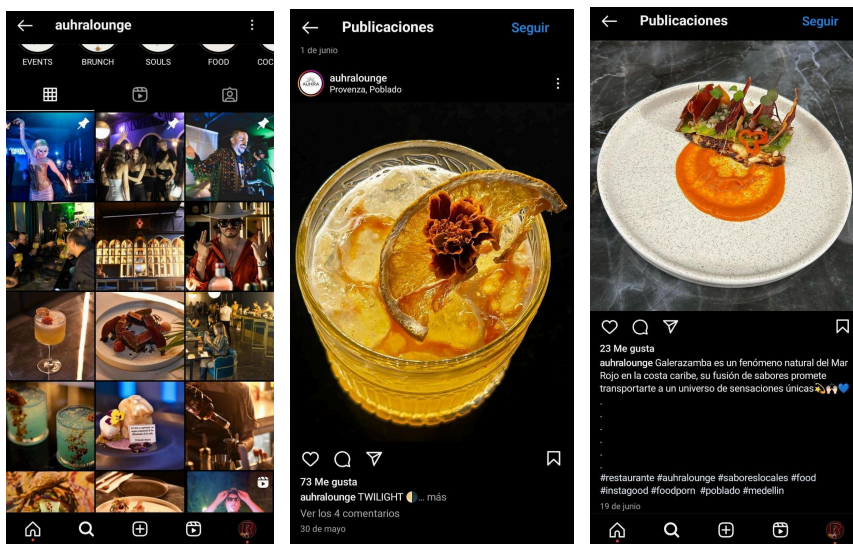 auhralounge
EVENTS
BRUNCH
SOULS
FOOD
COC
Publicaciones
Seguir
1 de junio
AUHRA
auhralounge
Provenza, Poblado
73 Me gusta
auhralounge TWILIGHT 🌗... más
Ver los 4 comentarios
30 de mayo
Publicaciones
Seguir
23 Me gusta
auhralounge Galerazamba es un fenómeno natural del Mar
Rojo en la costa caribe, su fusión de sabores promete
transportarte a un universo de sensaciones únicas💫🙌🏻💙
.
.
.
.
.
.
#restaurante #auhralounge #saboreslocales #food
#instagood #foodporn #poblado #medellin
19 de junio